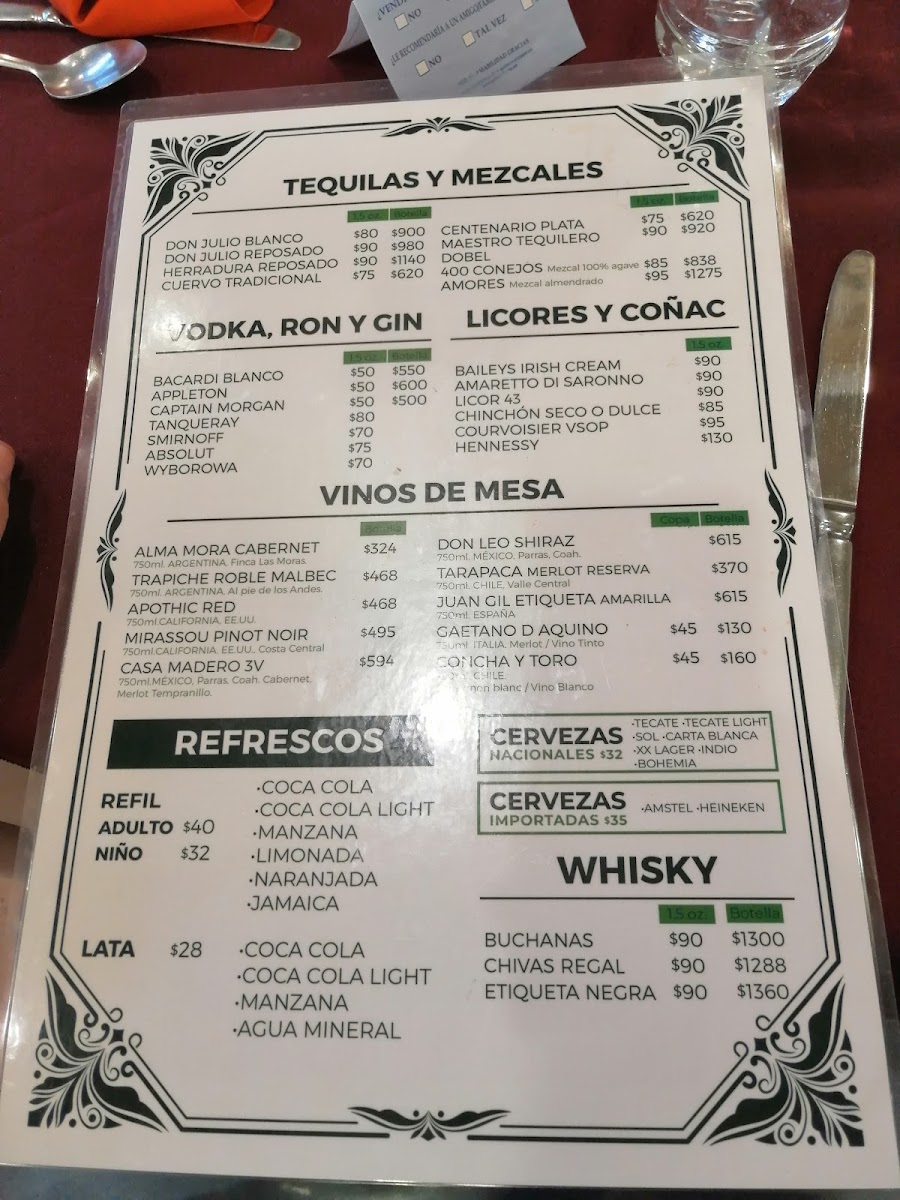 NO
TAL VEZ
NO
TEQUILAS Y MEZCALES
1.5 oz. Botella
DON JULIO BLANCO $80 $900
DON JULIO REPOSADO $90 $980
HERRADURA REPOSADO $90 $1140
CUERVO TRADICIONAL $75 $620
1.5 oz. Botella
CENTENARIO PLATA $75 $620
MAESTRO TEQUILERO $90 $920
DOBEL
400 CONEJOS Mezcal 100% agave $85 $838
AMORES Mezcal almendrado $95 $1275
VODKA, RON Y GIN
1.5 oz. Botella
BACARDI BLANCO $50 $550
APPLETON $50 $600
CAPTAIN MORGAN $50 $500
TANQUERAY $80
SMIRNOFF $70
ABSOLUT $75
WYBOROWA $70
LICORES Y COÑAC
1.5 oz.
BAILEYS IRISH CREAM $90
AMARETTO DI SARONNO $90
LICOR 43 $90
CHINCHÓN SECO O DULCE $85
COURVOISIER VSOP $95
HENNESSY $130
VINOS DE MESA
Botella
ALMA MORA CABERNET $324
750ml. ARGENTINA, Finca Las Moras
TRAPICHE ROBLE MALBEC $468
750ml. ARGENTINA, Al pie de los Andes.
APOTHIC RED $468
750ml.CALIFORNIA, EE.UU.
MIRASSOU PINOT NOIR $495
750ml.CALIFORNIA, EE.UU., Costa Central
CASA MADERO 3V $594
750ml.MÉXICO, Parras, Coah. Cabernet,
Merlot Tempranillo.
Copa Botella
DON LEO SHIRAZ $615
750ml. MÉXICO, Parras, Coah.
TARAPACA MERLOT RESERVA $370
750ml. CHILE, Valle Central
JUAN GIL ETIQUETA AMARILLA $615
750ml. ESPAÑA
GAETANO D AQUINO $45 $130
750ml. ITALIA, Merlot / Vino Tinto
CONCHA Y TORO $45 $160
CHILE,
blanc / Vino Blanco
REFRESCOS
REFIL
ADULTO $40
NIÑO $32
•COCA COLA
•COCA COLA LIGHT
•MANZANA
•LIMONADA
•NARANJADA
•JAMAICA
LATA $28
•COCA COLA
•COCA COLA LIGHT
•MANZANA
•AGUA MINERAL
CERVEZAS
NACIONALES $32
•TECATE •TECATE LIGHT
•SOL •CARTA BLANCA
•XX LAGER •INDIO
•BOHEMIA
CERVEZAS
IMPORTADAS $35
•AMSTEL •HEINEKEN
WHISKY
1.5 oz. Botella
BUCHANAS $90 $1300
CHIVAS REGAL $90 $1288
ETIQUETA NEGRA $90 $1360